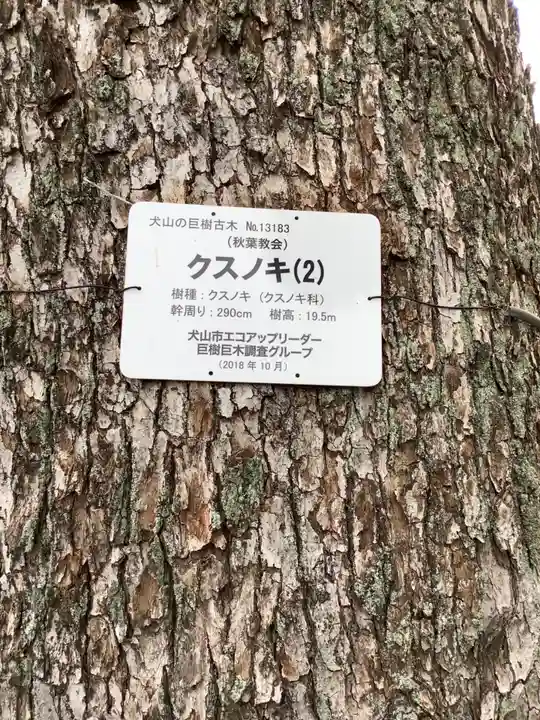 犬山の巨樹古木 No.13183
(秋葉教会)
クスノキ(2)
樹種:クスノキ(クスノキ科)
幹周り:290cm 樹高:19.5m
犬山市エコアップリーダー
巨樹巨木調査グループ
(2018年10月)